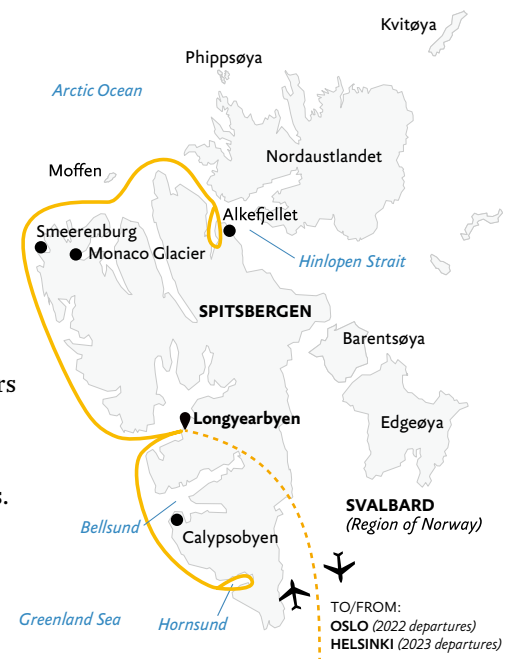 Kvitøya
Phippsøya
Arctic Ocean
Nordaustlandet
Moffen
Alkefjellet
Smeerenburg
Monaco Glacier
Hinlopen Strait
SPITSBERGEN
Barentsøya
rs
Longyearbyen
Edgeøya
s.
SVALBARD
(Region of Norway)
Bellsund
Calypsobyen
TO/FROM:
Greenland Sea
Hornsund
OSLO (2022 departures)
HELSINKI (2023 departures)